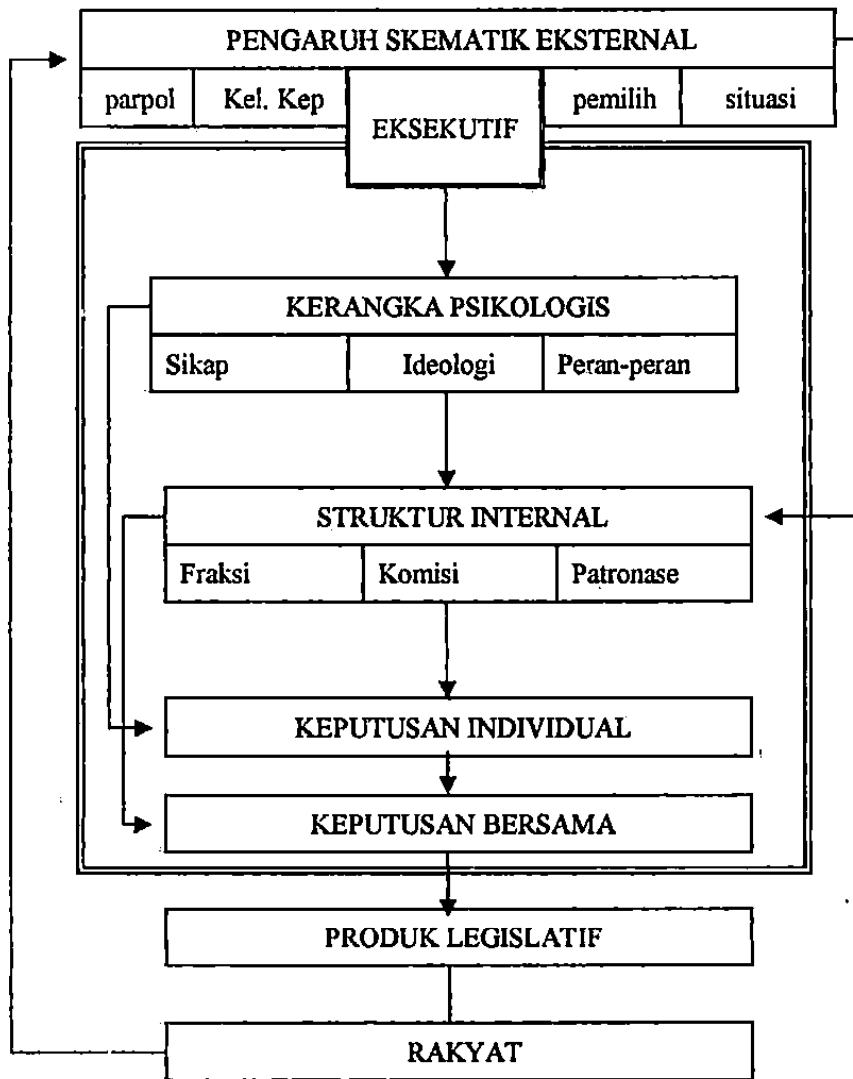 PENGARUH SKEMATIK EKSTERNAL
parpol Kel. Kep EKSEKUTIF pemilih situasi
KERANGKA PSIKOLOGIS
Sikap Ideologi Peran-peran
STRUKTUR INTERNAL
Fraksi Komisi Patronase
KEPUTUSAN INDIVIDUAL
KEPUTUSAN BERSAMA
PRODUK LEGISLATIF
RAKYAT